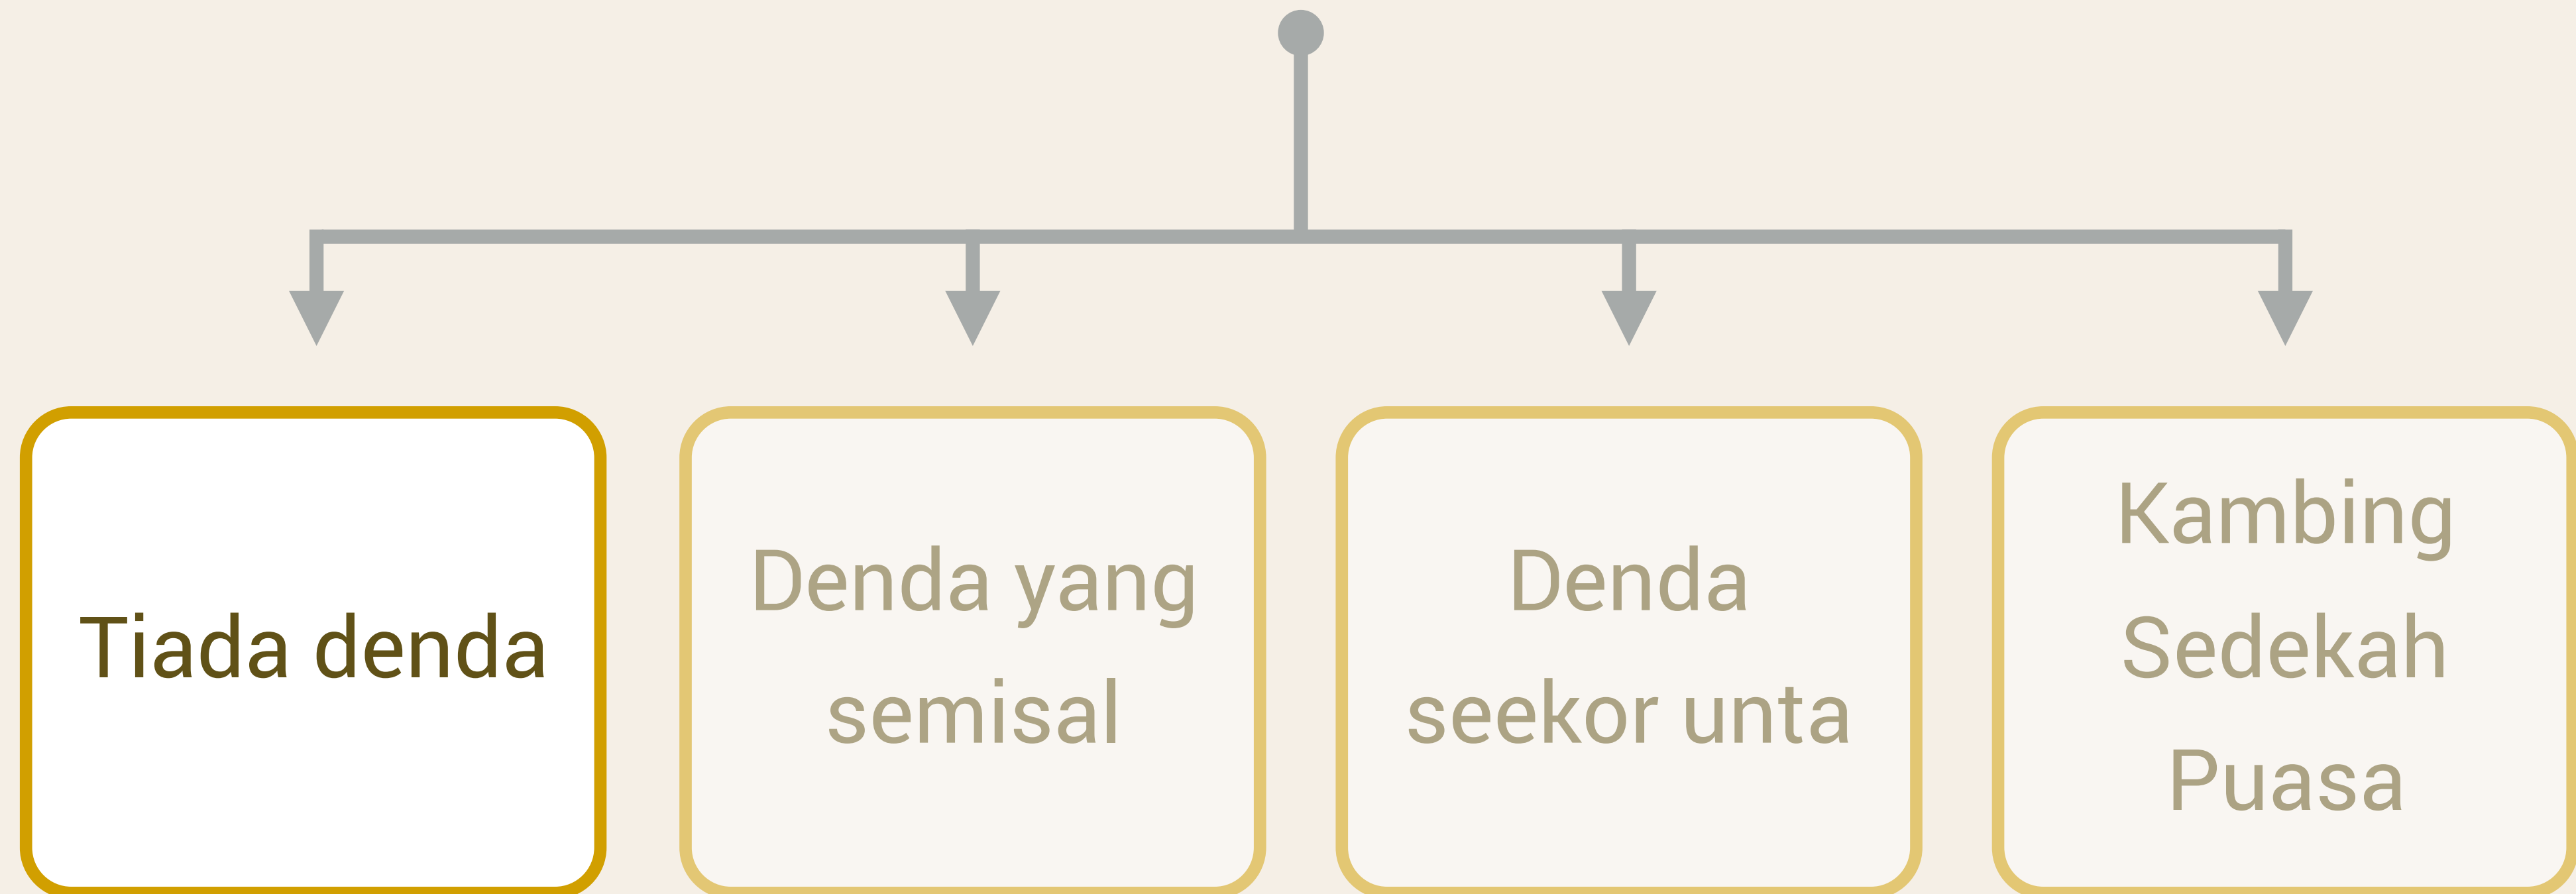 Tiada denda
Denda yang
semisal
Denda
seekor unta
Kambing
Sedekah
Puasa